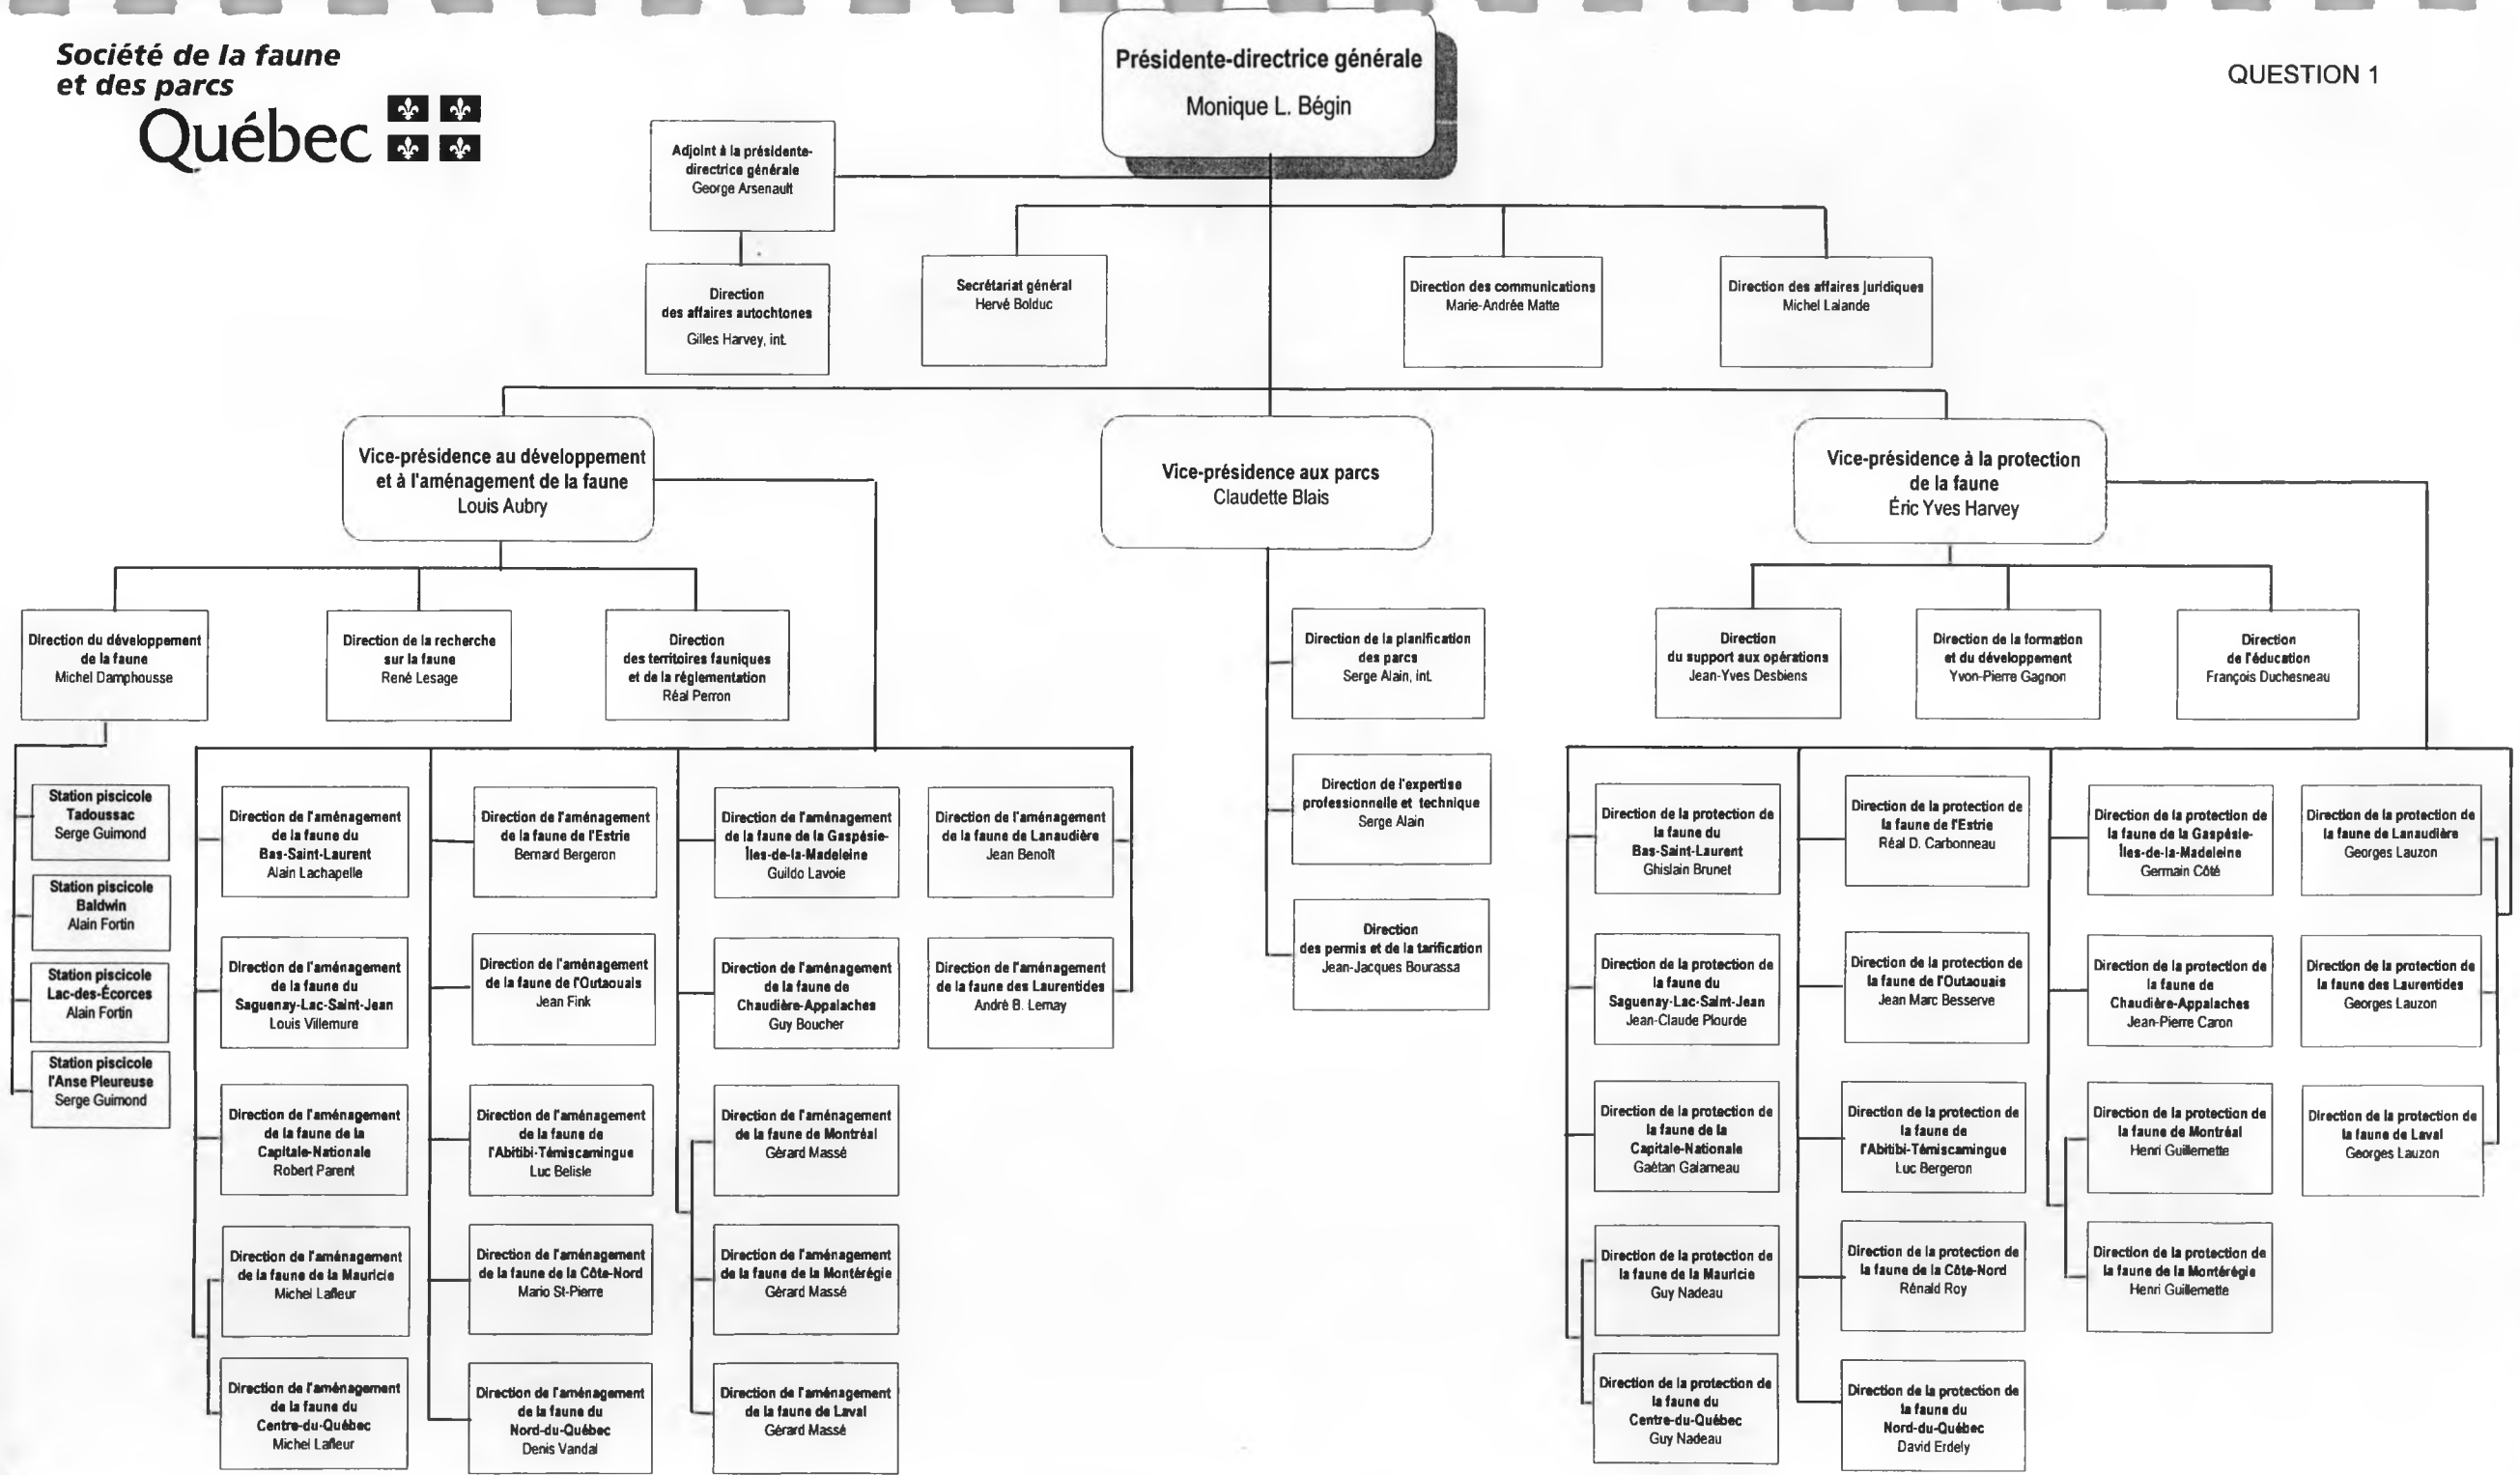 Société de la faune
et des parcs
Québec
QUESTION 1
Présidente-directrice générale
Monique L. Bégin
Adjoint à la présidente-
directrice générale
George Arsenault
Direction
des affaires autochtones
Gilles Harvey, int.
Secrétariat général
Hervé Bolduc
Direction des communications
Marie-Andrée Matte
Direction des affaires juridiques
Michel Lalande
Vice-présidence au développement
et à l'aménagement de la faune
Louis Aubry
Vice-présidence aux parcs
Claudette Blais
Vice-présidence à la protection
de la faune
Éric Yves Harvey
Direction du développement
de la faune
Michel Damphousse
Direction de la recherche
sur la faune
René Lesage
Direction
des territoires fauniques
et de la réglementation
Réal Perron
Direction de la planification
des parcs
Serge Alain, int.
Direction de l'expertise
professionnelle et technique
Serge Alain
Direction
des permis et de la tarification
Jean-Jacques Bourassa
Direction
du support aux opérations
Jean-Yves Desbiens
Direction de la formation
et du développement
Yvon-Pierre Gagnon
Direction
de l'éducation
François Duchesneau
Station piscicole
Tadoussac
Serge Guimond
Station piscicole
Baldwin
Alain Fortin
Station piscicole
Lac-des-Écorces
Alain Fortin
Station piscicole
l'Anse Pleureuse
Serge Guimond
Direction de l'aménagement
de la faune du
Bas-Saint-Laurent
Alain Lachapelle
Direction de l'aménagement
de la faune du
Saguenay-Lac-Saint-Jean
Louis Villemure
Direction de l'aménagement
de la faune de la
Capitale-Nationale
Robert Parent
Direction de l'aménagement
de la faune de la Mauricie
Michel Lafleur
Direction de l'aménagement
de la faune du
Centre-du-Québec
Michel Lafleur
Direction de l'aménagement
de la faune de l'Estrie
Bernard Bergeron
Direction de l'aménagement
de la faune de l'Outaouais
Jean Fink
Direction de l'aménagement
de la faune de
l'Abitibi-Témiscamingue
Luc Belisle
Direction de l'aménagement
de la faune de la Côte-Nord
Mario St-Pierre
Direction de l'aménagement
de la faune du
Nord-du-Québec
Denis Vandal
Direction de l'aménagement
de la faune de la Gaspésie-
Îles-de-la-Madeleine
Guildo Lavoie
Direction de l'aménagement
de la faune de
Chaudière-Appalaches
Guy Boucher
Direction de l'aménagement
de la faune de Montréal
Gérard Massé
Direction de l'aménagement
de la faune de la Montérégie
Gérard Massé
Direction de l'aménagement
de la faune de Laval
Gérard Massé
Direction de l'aménagement
de la faune de Lanaudière
Jean Benoît
Direction de l'aménagement
de la faune des Laurentides
André B. Lemay
Direction de la protection de
la faune du
Bas-Saint-Laurent
Ghislain Brunet
Direction de la protection de
la faune du
Saguenay-Lac-Saint-Jean
Jean-Claude Plourde
Direction de la protection de
la faune de la
Capitale-Nationale
Gaétan Galarneau
Direction de la protection de
la faune de la Mauricie
Guy Nadeau
Direction de la protection de
la faune du
Centre-du-Québec
Guy Nadeau
Direction de la protection de
la faune de l'Estrie
Réal D. Carbonneau
Direction de la protection de
la faune de l'Outaouais
Jean Marc Besserve
Direction de la protection de
la faune de
l'Abitibi-Témiscamingue
Luc Bergeron
Direction de la protection de
la faune de la Côte-Nord
Rénald Roy
Direction de la protection de
la faune du
Nord-du-Québec
David Erdely
Direction de la protection de
la faune de la Gaspésie-
Îles-de-la-Madeleine
Germain Côté
Direction de la protection de
la faune de
Chaudière-Appalaches
Jean-Pierre Caron
Direction de la protection de
la faune de Montréal
Henri Guillemette
Direction de la protection de
la faune de la Montérégie
Henri Guillemette
Direction de la protection de
la faune de Lanaudière
Georges Lauzon
Direction de la protection de
la faune des Laurentides
Georges Lauzon
Direction de la protection de
la faune de Laval
Georges Lauzon